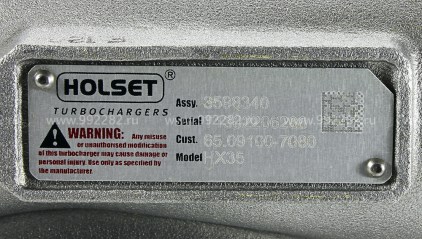 HOLSET®
TURBOCHARGERS
WARNING: Any misuse
or unauthorised modification
of this turbocharger may cause damage or
personal injury. Use only as specified by
the manufacturer.
Assy. 3598340
Serial
Cust. 65.09100-7080
Model HX35
www.992282.ru